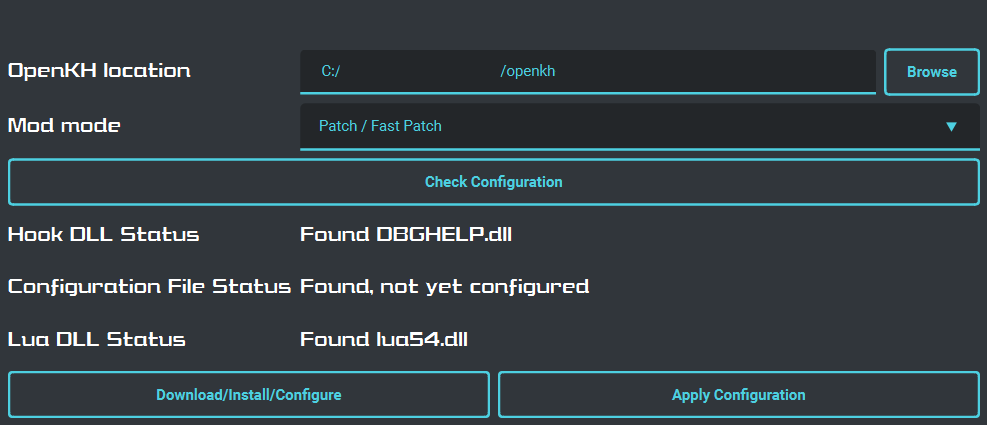 OpenKH location C:/ /openkh Browse
Mod mode Patch / Fast Patch
Check Configuration
Hook DLL Status Found DBGHELP.dll
Configuration File Status Found, not yet configured
Lua DLL Status Found lua54.dll
Download/Install/Configure Apply Configuration